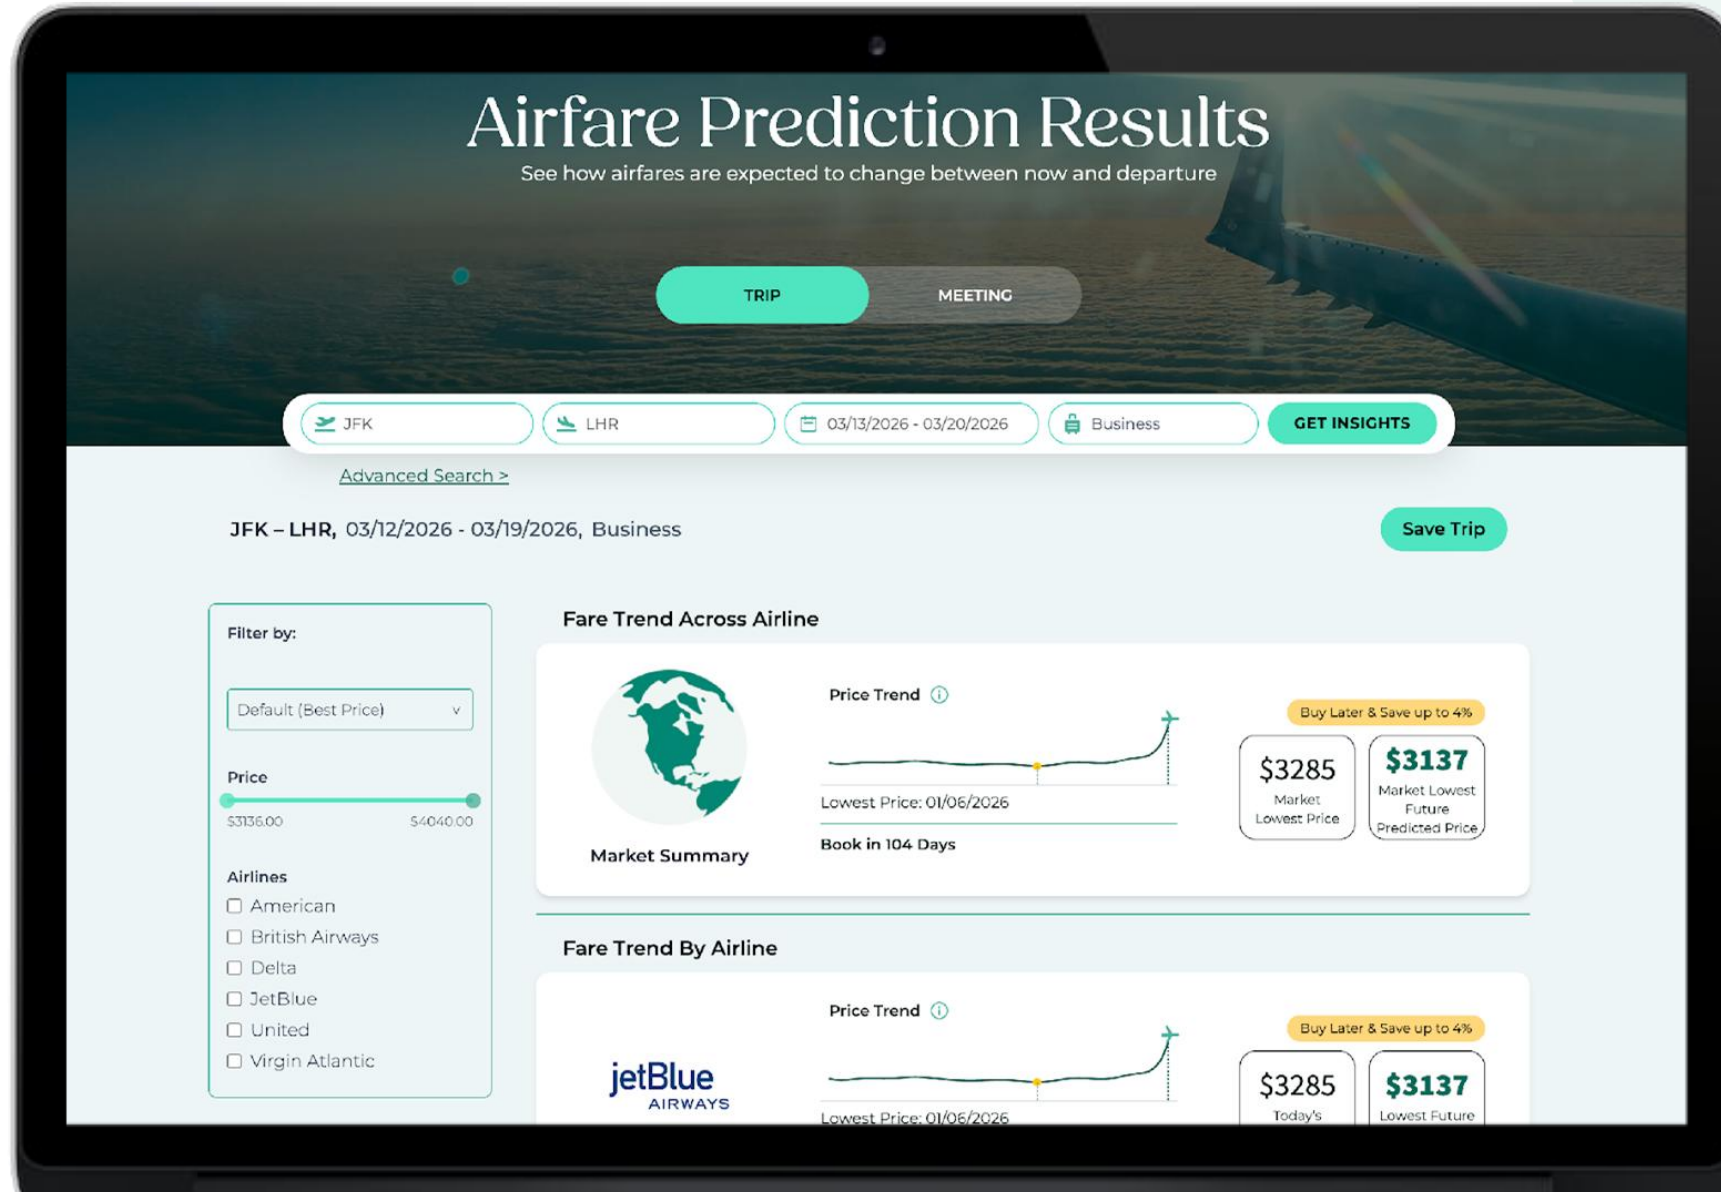 Airfare Prediction Results
See how airfares are expected to change between now and departure
TRIP
MEETING
JFK
LHR
03/13/2026 - 03/20/2026
Business
GET INSIGHTS
Advanced Search >
JFK – LHR, 03/12/2026 - 03/19/2026, Business
Save Trip
Filter by:
Default (Best Price)
Price
$3136.00
$4040.00
Airlines
American
British Airways
Delta
JetBlue
United
Virgin Atlantic
Fare Trend Across Airline
Market Summary
Price Trend
Lowest Price: 01/06/2026
Book in 104 Days
Buy Later & Save up to 4%
$3285
Market
Lowest Price
$3137
Market Lowest
Future
Predicted Price
Fare Trend By Airline
jetBlue
AIRWAYS
Price Trend
Lowest Price: 01/06/2026
Buy Later & Save up to 4%
$3285
Today's
$3137
Lowest Future